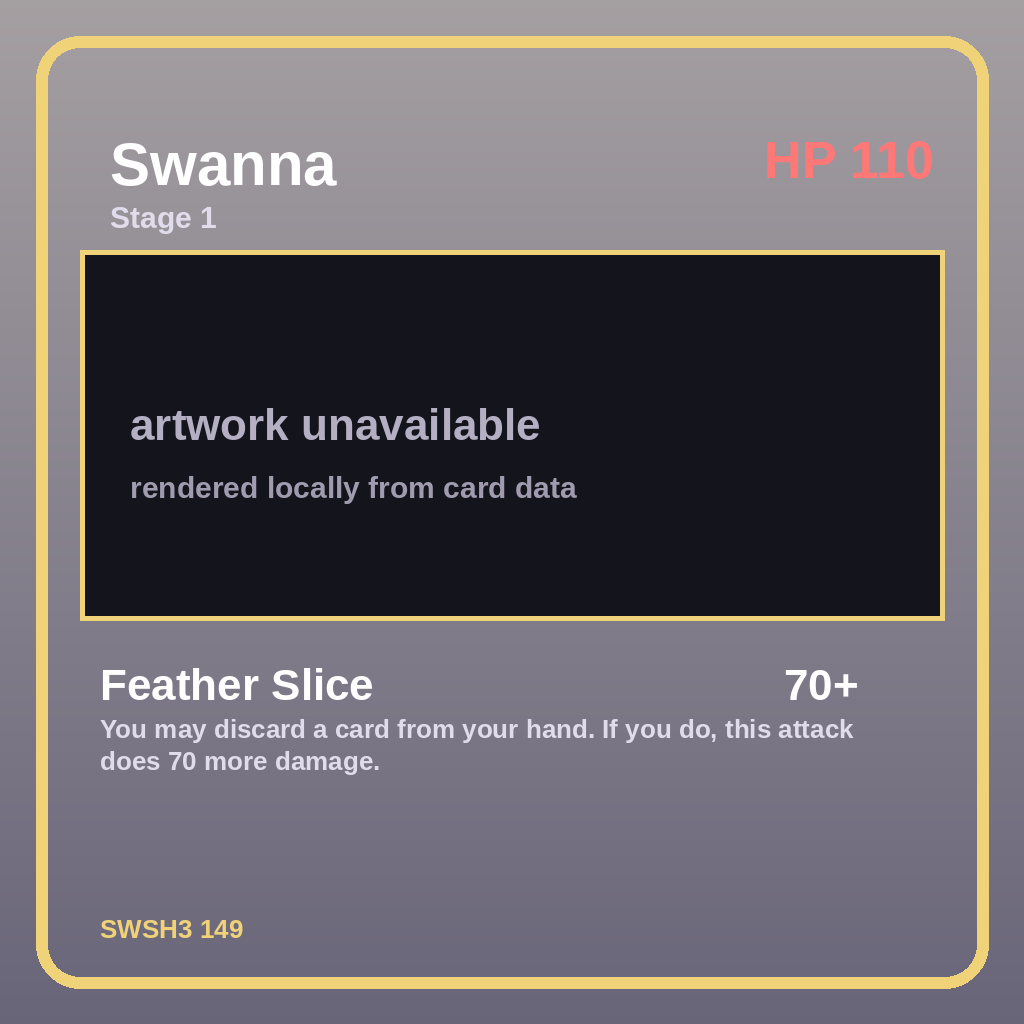 Swanna
HP 110
Stage 1
artwork unavailable
rendered locally from card data
Feather Slice
70+
You may discard a card from your hand. If you do, this attack
does 70 more damage.
SWSH3 149